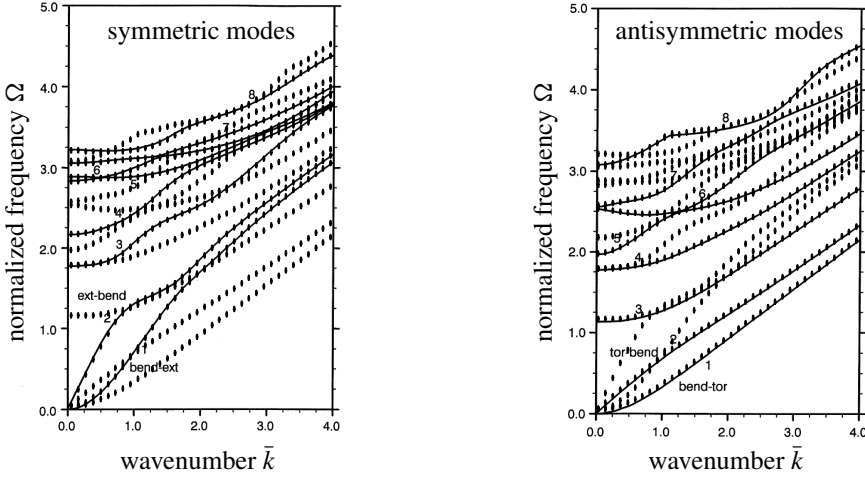 symmetric modes
normalized frequency Ω
5.0
4.0
3.0
2.0
1.0
0.0
8
7
6
5
4
3
ext-bend
2
1
bend-ext
0.0 1.0 2.0 3.0 4.0
wavenumber k̄
antisymmetric modes
normalized frequency Ω
5.0
4.0
3.0
2.0
1.0
0.0
8
7
6
5
4
3
2
tor-bend
1
bend-tor
0.0 1.0 2.0 3.0 4.0
wavenumber k̄